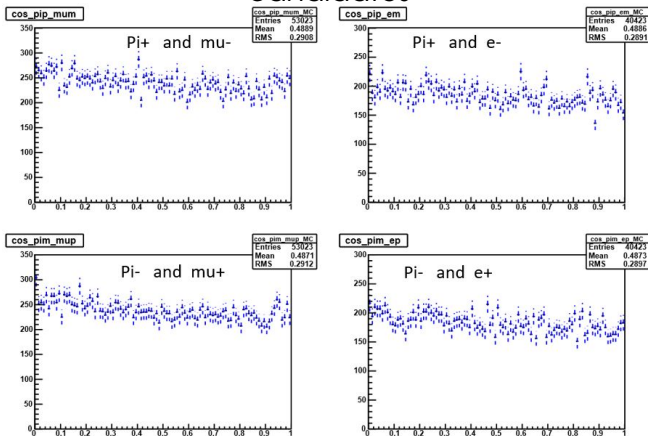 cos_pip_mum
cos_pip_mum_MC
Entries 53023
Mean 0.4889
RMS 0.2908
Pi+ and mu-
350
300
250
200
150
100
50
0
0 0.1 0.2 0.3 0.4 0.5 0.6 0.7 0.8 0.9 1
cos_pip_em
cos_pip_em_MC
Entries 40423
Mean 0.4886
RMS 0.2891
Pi+ and e-
300
250
200
150
100
50
0
0 0.1 0.2 0.3 0.4 0.5 0.6 0.7 0.8 0.9 1
cos_pim_mup
cos_pim_mup_MC
Entries 53023
Mean 0.4871
RMS 0.2912
Pi- and mu+
350
300
250
200
150
100
50
0
0 0.1 0.2 0.3 0.4 0.5 0.6 0.7 0.8 0.9 1
cos_pim_ep
cos_pim_ep_MC
Entries 40423
Mean 0.4873
RMS 0.2897
Pi- and e+
300
250
200
150
100
50
0
0 0.1 0.2 0.3 0.4 0.5 0.6 0.7 0.8 0.9 1